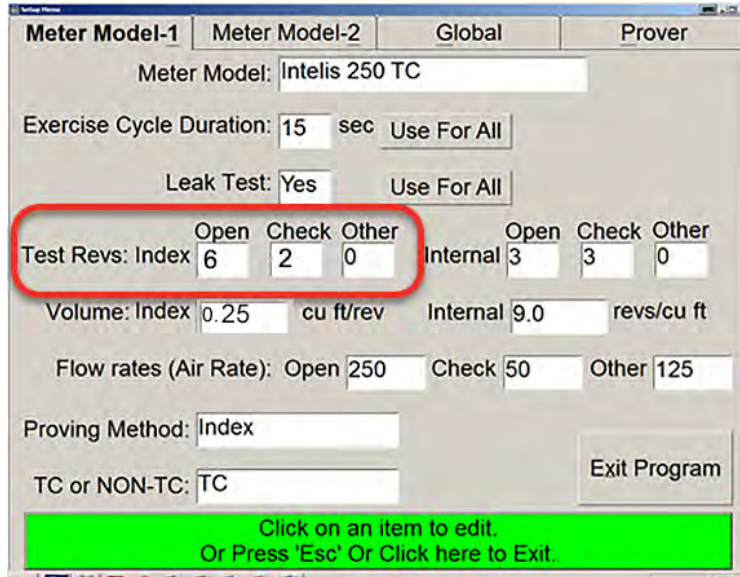 Setup Menu
Meter Model-1 Meter Model-2 Global Prover
Meter Model: Intelis 250 TC
Exercise Cycle Duration: 15 sec Use For All
Leak Test: Yes Use For All
Open Check Other Open Check Other
Test Revs: Index 6 2 0 Internal 3 3 0
Volume: Index 0.25 cu ft/rev Internal 9.0 revs/cu ft
Flow rates (Air Rate): Open 250 Check 50 Other 125
Proving Method: Index
TC or NON-TC: TC
Exit Program
Click on an item to edit.
Or Press 'Esc' Or Click here to Exit.